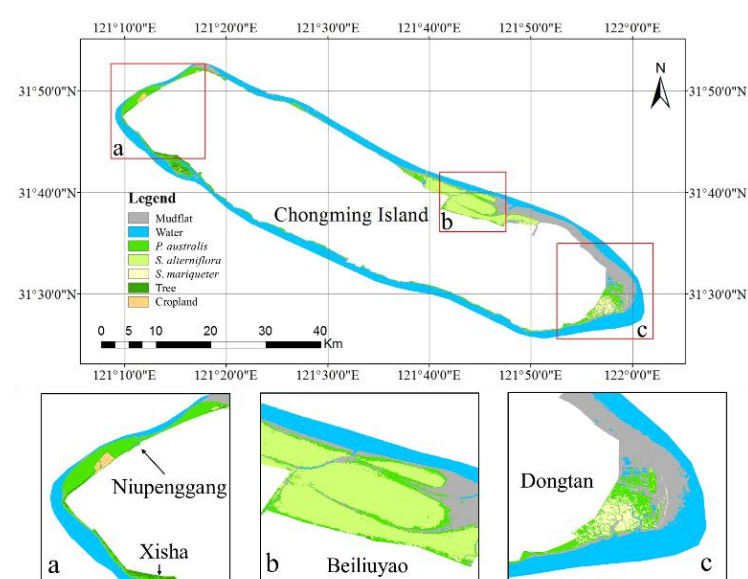 121°10'0"E 121°20'0"E 121°30'0"E 121°40'0"E 121°50'0"E 122°0'0"E
31°50'0"N 31°50'0"N
N
a
31°40'0"N 31°40'0"N
b
Chongming Island
Legend
Mudflat
Water
P. australis
S. alterniflora
S. mariqueter
Tree
Cropland
31°30'0"N 31°30'0"N
c
0 5 10 20 30 40
Km
121°10'0"E 121°20'0"E 121°30'0"E 121°40'0"E 121°50'0"E 122°0'0"E
Niupenggang
Xisha
a
Beiliuyao
b
Dongtan
c